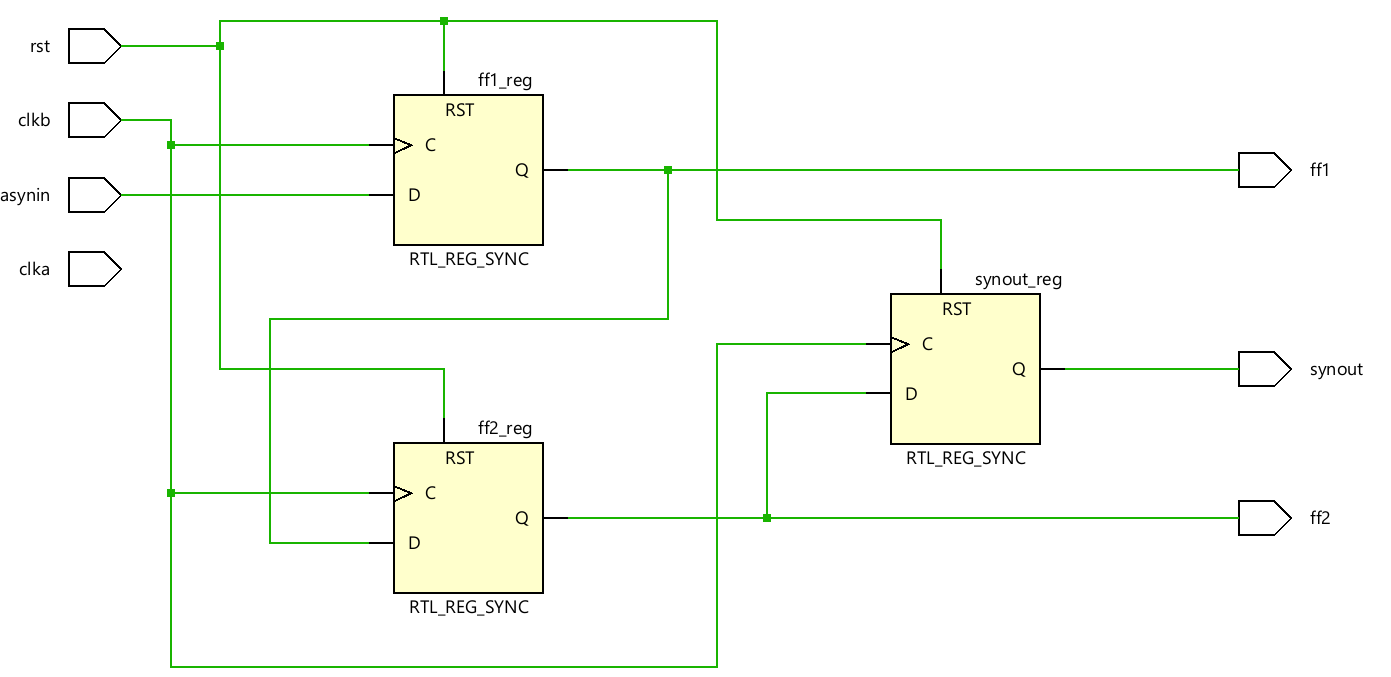 rst
clkb
asynin
clka
ff1_reg
RST
C
D
Q
RTL_REG_SYNC
ff2_reg
RST
C
D
Q
RTL_REG_SYNC
synout_reg
RST
C
D
Q
RTL_REG_SYNC
ff1
synout
ff2